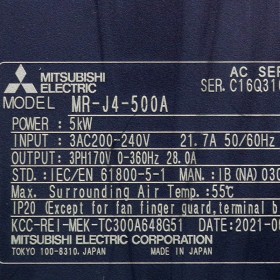 MITSUBISHI
ELECTRIC
AC SER
SER. C16Q310
MODEL MR-J4-500A
POWER : 5kW
INPUT : 3AC200-240V 21.7A 50/60H
OUTPUT : 3PH170V 0-360Hz 28.0A
STD. : IEC/EN 61800-5-1 MAN. : IB (NA) 030
Max. Surrounding Air Temp. : 55℃
IP20 (Except for fan finger guard, terminal b
KCC-REI-MEK-TC300A648G51 DATE : 2021-0
MITSUBISHI ELECTRIC CORPORATION
TOKYO 100-8310, JAPAN MADE IN JAPAN